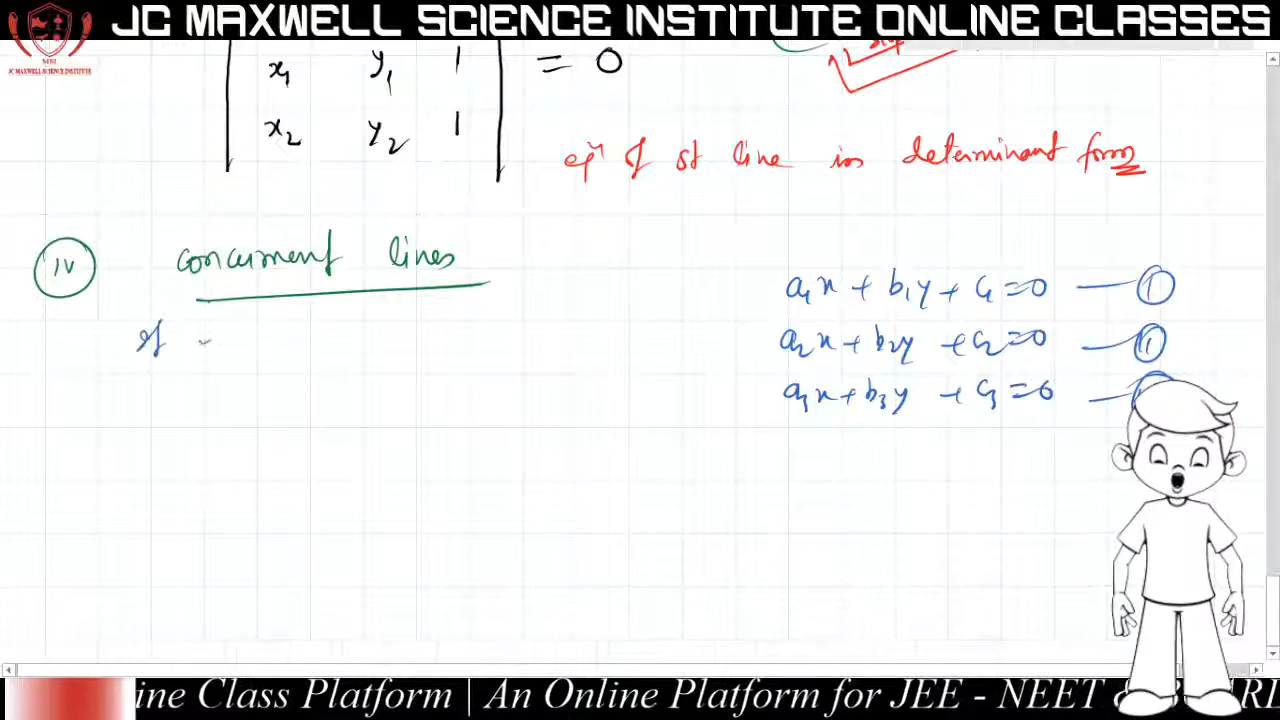 JC MAXWELL SCIENCE INSTITUTE ONLINE CLASSES
MSI
JC MAXWELL SCIENCE INSTITUTE
x₁ y₁ 1 = 0
x₂ y₂ 1
eqⁿ of st line in determinant form
IV concurrent lines
a₁x + b₁y + c₁ = 0 — I
If
a₂x + b₂y + c₂ = 0 — II
a₃x + b₃y + c₃ = 0 —
ine Class Platform | An Online Platform for JEE - NEET